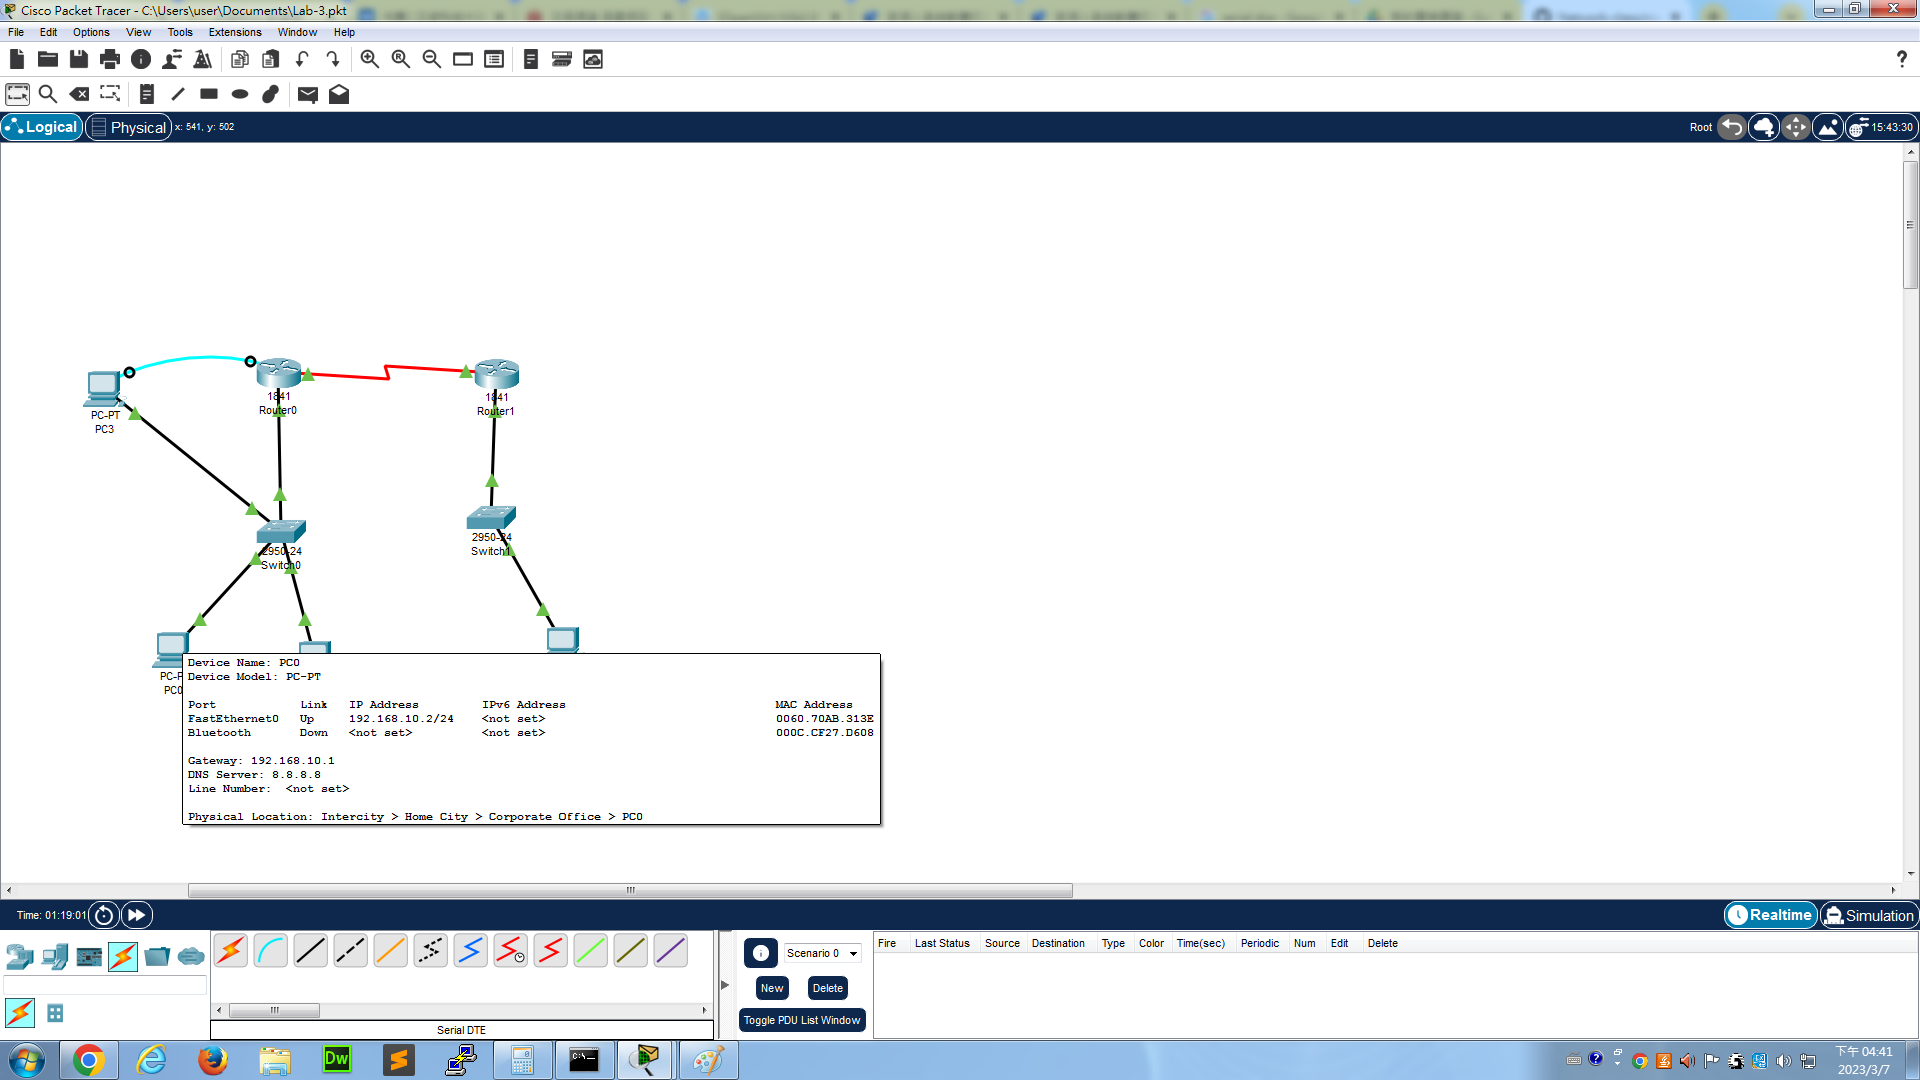 Cisco Packet Tracer - C:\Users\user\Documents\Lab-3.pkt
File Edit Options View Tools Extensions Window Help
?
Logical Physical x: 541, y: 502 Root 15:43:30
1841
Router0
1841
Router1
PC-PT
PC3
2950-24
Switch0
2950-24
Switch1
PC-P
PC0
Device Name: PC0
Device Model: PC-PT
Port Link IP Address IPv6 Address MAC Address
FastEthernet0 Up 192.168.10.2/24 <not set> 0060.70AB.313E
Bluetooth Down <not set> <not set> 000C.CF27.D608
Gateway: 192.168.10.1
DNS Server: 8.8.8.8
Line Number: <not set>
Physical Location: Intercity > Home City > Corporate Office > PC0
Time: 01:19:01 Realtime Simulation
Scenario 0
New Delete
Toggle PDU List Window
Fire Last Status Source Destination Type Color Time(sec) Periodic Num Edit Delete
Serial DTE
Dw
C:\_
下午 04:41
2023/3/7